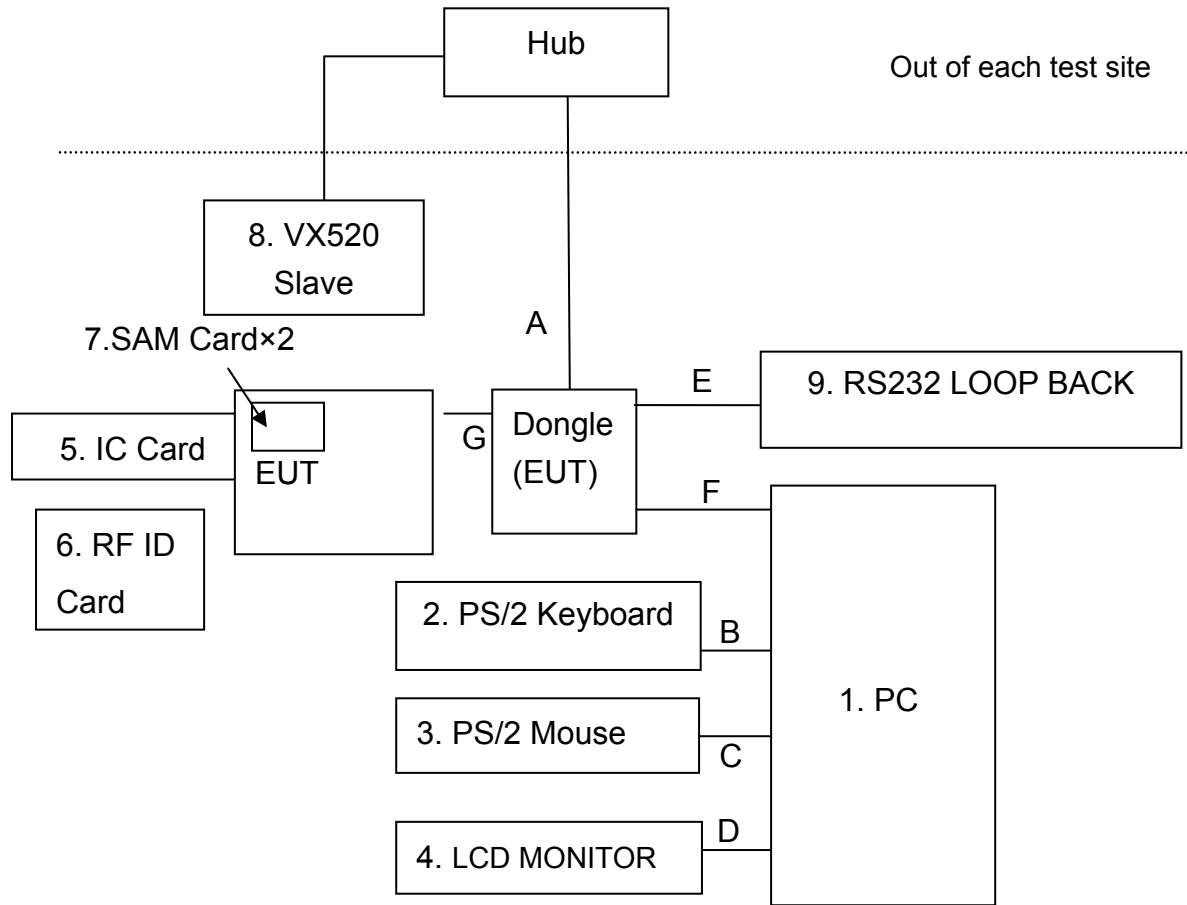 Hub
Out of each test site
8. VX520
Slave
7.SAM Card×2
A
E
9. RS232 LOOP BACK
5. IC Card
EUT
G
Dongle
(EUT)
F
6. RF ID
Card
2. PS/2 Keyboard
B
1. PC
3. PS/2 Mouse
C
D
4. LCD MONITOR